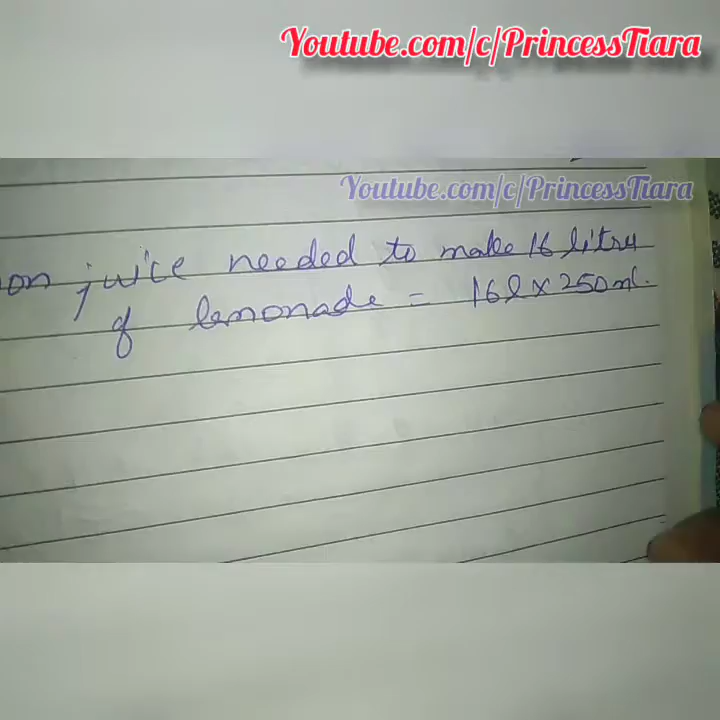 Youtube.com/c/PrincessTiara
Youtube.com/c/PrincessTiara
on juice needed to make 16 litre
of lemonade = 16l x 250ml.